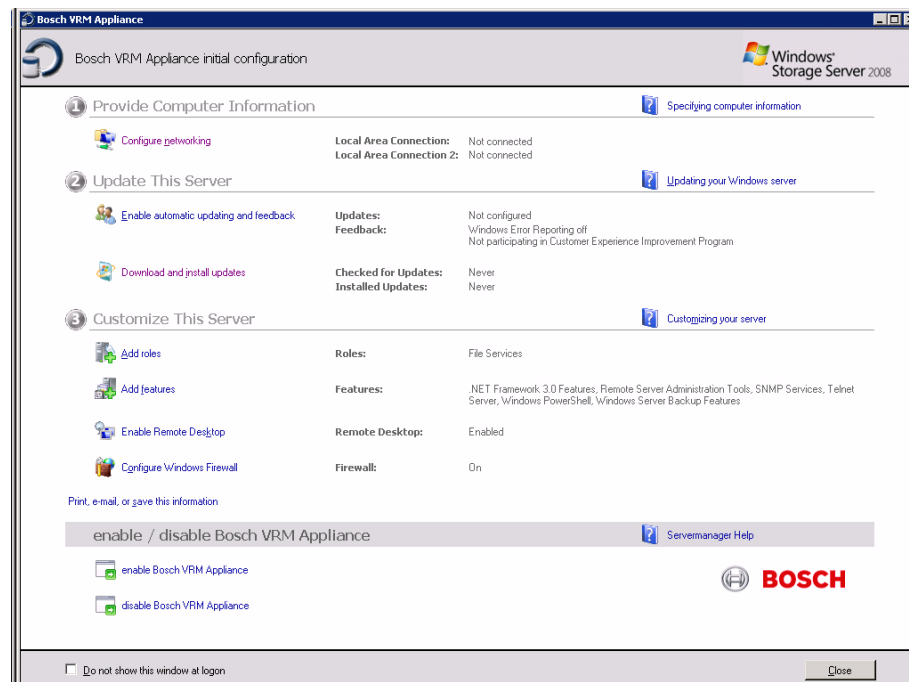 Bosch VRM Appliance
Bosch VRM Appliance initial configuration
Windows Storage Server 2008
1 Provide Computer Information
Specifying computer information
Configure networking
Local Area Connection: Not connected
Local Area Connection 2: Not connected
2 Update This Server
Updating your Windows server
Enable automatic updating and feedback
Updates: Not configured
Feedback: Windows Error Reporting off
Not participating in Customer Experience Improvement Program
Download and install updates
Checked for Updates: Never
Installed Updates: Never
3 Customize This Server
Customizing your server
Add roles
Roles: File Services
Add features
Features: .NET Framework 3.0 Features, Remote Server Administration Tools, SNMP Services, Telnet
Server, Windows PowerShell, Windows Server Backup Features
Enable Remote Desktop
Remote Desktop: Enabled
Configure Windows Firewall
Firewall: On
Print, e-mail, or save this information
enable / disable Bosch VRM Appliance
Servermanager Help
enable Bosch VRM Appliance
disable Bosch VRM Appliance
BOSCH
Do not show this window at logon
Close